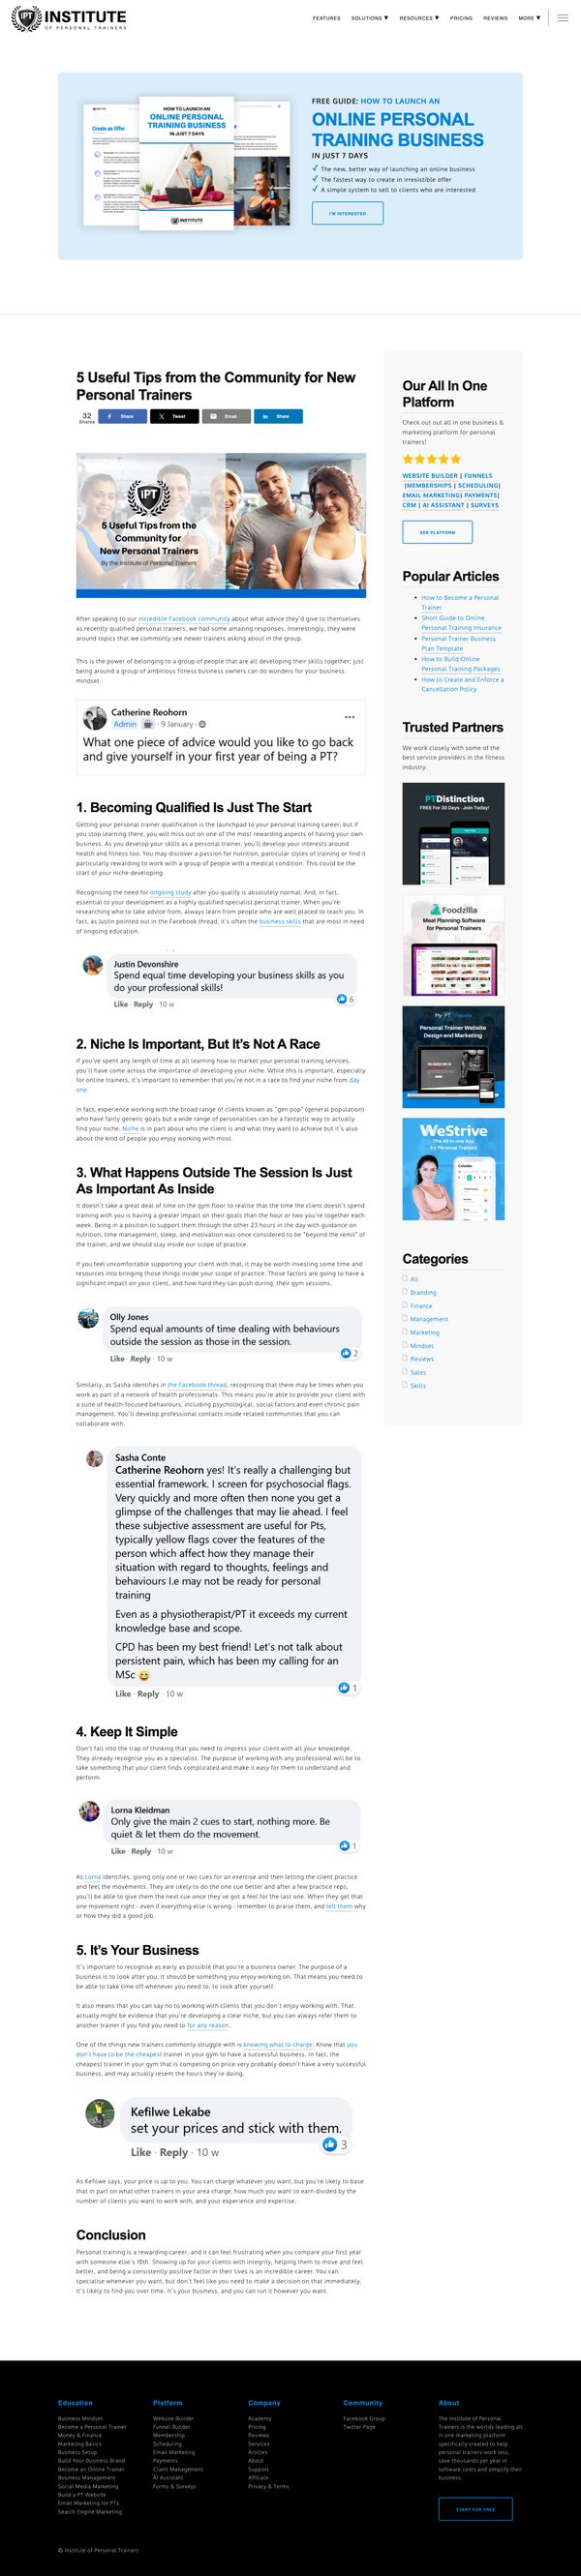 IPT INSTITUTE
OF PERSONAL TRAINERS
FEATURES SOLUTIONS ▼ RESOURCES ▼ PRICING REVIEWS MORE ▼
Create an Offer
HOW TO LAUNCH AN
ONLINE PERSONAL
TRAINING BUSINESS
IN JUST 7 DAYS
INSTITUTE
FREE GUIDE: HOW TO LAUNCH AN
ONLINE PERSONAL
TRAINING BUSINESS
IN JUST 7 DAYS
The new, better way of launching an online business
The fastest way to create in irresistible offer
A simple system to sell to clients who are interested
I'M INTERESTED
5 Useful Tips from the Community for New
Personal Trainers
32
Shares
Share
Tweet
Email
Share
IPT
5 Useful Tips from the
Community for
New Personal Trainers
By the Institute of Personal Trainers
After speaking to our incredible Facebook community about what advice they'd give to themselves
as recently qualified personal trainers, we had some amazing responses. Interestingly, they were
around topics that we commonly see new trainers asking about in the group.
This is the power of belonging to a group of people that are all developing their skills together; just
being around a group of ambitious fitness business owners can do wonders for your business
mindset.
Catherine Reohorn
Admin · 9 January ·
What one piece of advice would you like to go back
and give yourself in your first year of being a PT?
1. Becoming Qualified Is Just The Start
Getting your personal trainer qualification is the launchpad to your personal training career, but if
you stop learning there, you will miss out on one of the most rewarding aspects of having your own
business. As you develop your skills as a personal trainer, you'll develop your interests around
health and fitness too. You may discover a passion for nutrition, particular styles of training or find it
particularly rewarding to work with a group of people with a medical condition. This could be the
start of your niche developing.
Recognising the need for ongoing study after you qualify is absolutely normal. And, in fact,
essential to your development as a highly qualified specialist personal trainer. When you're
researching who to take advice from, always learn from people who are well placed to teach you. In
fact, as Justin pointed out in the Facebook thread, it's often the business skills that are most in need
of ongoing education.
Justin Devonshire
Spend equal time developing your business skills as you
do your professional skills!
6
Like · Reply · 10 w
2. Niche Is Important, But It's Not A Race
If you've spent any length of time at all learning how to market your personal training services,
you'll have come across the importance of developing your niche. While this is important, especially
for online trainers, it's important to remember that you're not in a race to find your niche from day
one.
In fact, experience working with the broad range of clients known as "gen pop" (general population)
who have fairly generic goals but a wide range of personalities can be a fantastic way to actually
find your niche. Niche is in part about who the client is and what they want to achieve but it's also
about the kind of people you enjoy working with most.
3. What Happens Outside The Session Is Just
As Important As Inside
It doesn't take a great deal of time on the gym floor to realise that the time the client doesn't spend
training with you is having a greater impact on their goals than the hour or two you're together each
week. Being in a position to support them through the other 23 hours in the day with guidance on
nutrition, time management, sleep, and motivation was once considered to be "beyond the remit" of
the trainer, and we should stay inside our scope of practice.
If you feel uncomfortable supporting your client with that, it may be worth investing some time and
resources into bringing those things inside your scope of practice. Those factors are going to have a
significant impact on your client, and how hard they can push during their gym sessions.
Olly Jones
Spend equal amounts of time dealing with behaviours
outside the session as those in the session.
2
Like · Reply · 10 w
Similarly, as Sasha identifies in the Facebook thread, recognising that there may be times when you
work as part of a network of health professionals. This means you're able to provide your client with
a suite of health-focused behaviours, including psychological, social factors and even chronic pain
management. You'll develop professional contacts inside related communities that you can
collaborate with.
Sasha Conte
Catherine Reohorn yes! It's really a challenging but
essential framework. I screen for psychosocial flags.
Very quickly and more often then none you get a
glimpse of the challenges that may lie ahead. I feel
these subjective assessment are useful for Pts,
typically yellow flags cover the features of the
person which affect how they manage their
situation with regard to thoughts, feelings and
behaviours I.e may not be ready for personal
training
Even as a physiotherapist/PT it exceeds my current
knowledge base and scope.
CPD has been my best friend! Let's not talk about
persistent pain, which has been my calling for an
MSc 😅
1
Like · Reply · 10 w
4. Keep It Simple
Don't fall into the trap of thinking that you need to impress your client with all your knowledge.
They already recognise you as a specialist. The purpose of working with any professional will be to
take something that your client finds complicated and make it easy for them to understand and
perform.
Lorna Kleidman
Only give the main 2 cues to start, nothing more. Be
quiet & let them do the movement.
1
Like · Reply · 10 w
As Lorna identifies, giving only one or two cues for an exercise and then letting the client practice
and feel the movements. They are likely to do the one cue better and after a few practice reps,
you'll be able to give them the next cue once they've got a feel for the last one. When they get that
one movement right - even if everything else is wrong - remember to praise them, and tell them why
or how they did a good job.
5. It's Your Business
It's important to recognise as early as possible that you're a business owner. The purpose of a
business is to look after you. It should be something you enjoy working on. That means you need to
be able to take time off whenever you need to, to look after yourself.
It also means that you can say no to working with clients that you don't enjoy working with. That
actually might be evidence that you're developing a clear niche, but you can always refer them to
another trainer if you find you need to for any reason.
One of the things new trainers commonly struggle with is knowing what to charge. Know that you
don't have to be the cheapest trainer in your gym to have a successful business. In fact, the
cheapest trainer in your gym that is competing on price very probably doesn't have a very successful
business, and may actually resent the hours they're doing.
Kefilwe Lekabe
set your prices and stick with them.
3
Like · Reply · 10 w
As Kefilwe says, your price is up to you. You can charge whatever you want, but you're likely to base
that in part on what other trainers in your area charge, how much you want to earn divided by the
number of clients you want to work with, and your experience and expertise.
Conclusion
Personal training is a rewarding career, and it can feel frustrating when you compare your first year
with someone else's 10th. Showing up for your clients with integrity, helping them to move and feel
better, and being a consistently positive factor in their lives is an incredible career. You can
specialise whenever you want, but don't feel like you need to make a decision on that immediately.
It's likely to find you over time. It's your business, and you can run it however you want.
Our All In One
Platform
Check out out all in one business &
marketing platform for personal
trainers!
WEBSITE BUILDER | FUNNELS
|MEMBERSHIPS | SCHEDULING|
EMAIL MARKETING| PAYMENTS|
CRM | AI ASSISTANT | SURVEYS
SEE PLATFORM
Popular Articles
How to Become a Personal
Trainer
Short Guide to Online
Personal Training Insurance
Personal Trainer Business
Plan Template
How to Build Online
Personal Training Packages
How to Create and Enforce a
Cancellation Policy
Trusted Partners
We work closely with some of the
best service providers in the fitness
industry.
PTDistinction
FREE For 30 Days - Join Today!
Foodzilla
Meal Planning Software
for Personal Trainers
My PT Website
Personal Trainer Website
Design and Marketing
WeStrive
The All-in-one App
for Personal Trainers
Calendar
Categories
All
Branding
Finance
Management
Marketing
Mindset
Reviews
Sales
Skills
Education
Business Mindset
Become a Personal Trainer
Money & Finance
Marketing Basics
Business Setup
Build Your Business Brand
Become an Online Trainer
Business Management
Social Media Marketing
Build a PT Website
Email Marketing for PTs
Search Engine Marketing
Platform
Website Builder
Funnel Builder
Membership
Scheduling
Email Marketing
Payments
Client Management
AI Assistant
Forms & Surveys
Company
Academy
Pricing
Reviews
Services
Articles
About
Support
Affiliate
Privacy & Terms
Community
Facebook Group
Twitter Page
About
The Institute of Personal
Trainers is the worlds leading all
in one marketing platform
specifically created to help
personal trainers work less,
save thousands per year in
software costs and simplify their
business.
START FOR FREE
© Institute of Personal Trainers